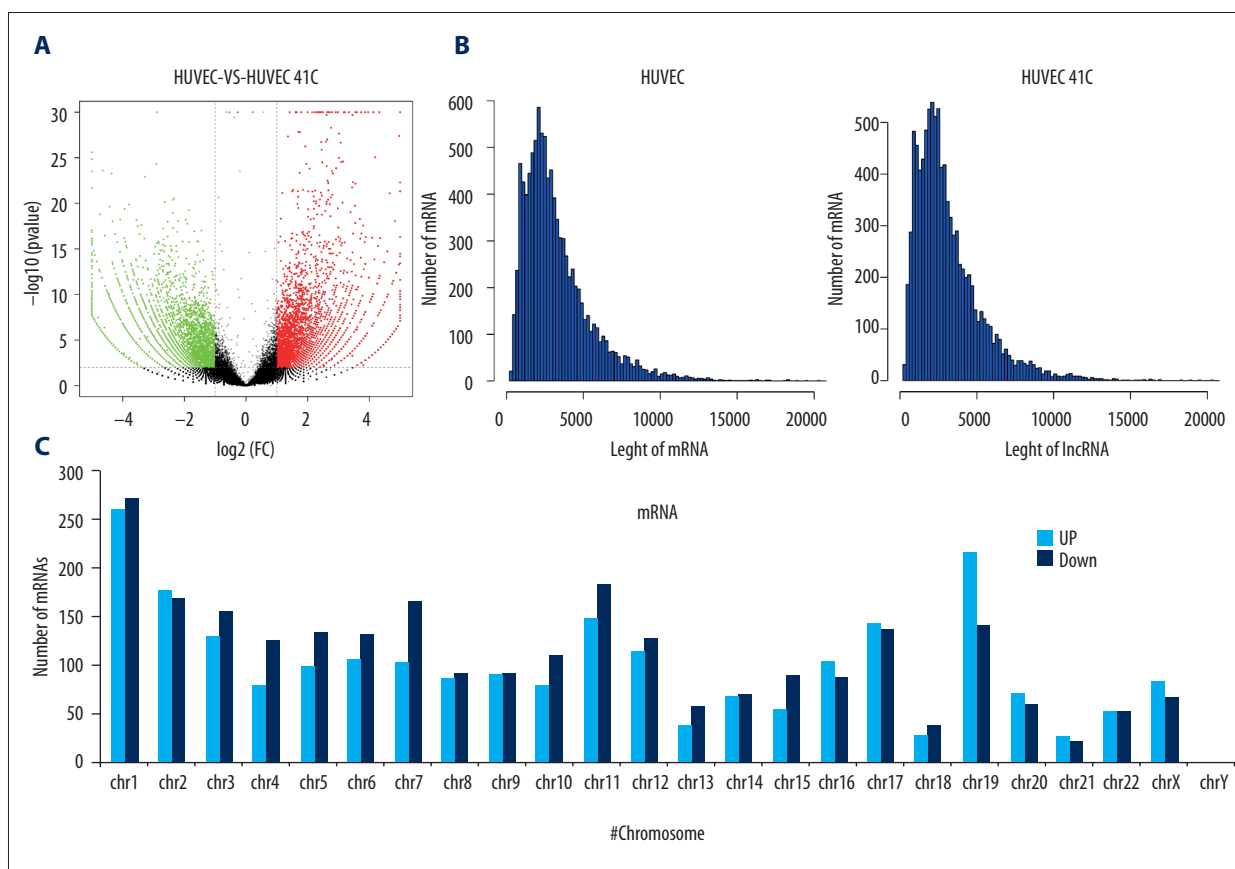 A
HUVEC-VS-HUVEC 41C
30
25
20
15
10
5
0
−log10 (pvalue)
−4 −2 0 2 4
log2 (FC)
B
HUVEC
600
500
400
300
200
100
0
Number of mRNA
0 5000 10000 15000 20000
Leght of mRNA
HUVEC 41C
500
400
300
200
100
0
Number of mRNA
0 5000 10000 15000 20000
Leght of lncRNA
C
mRNA
UP
Down
300
250
200
150
100
50
0
Number of mRNAs
chr1 chr2 chr3 chr4 chr5 chr6 chr7 chr8 chr9 chr10 chr11 chr12 chr13 chr14 chr15 chr16 chr17 chr18 chr19 chr20 chr21 chr22 chrX chrY
#Chromosome